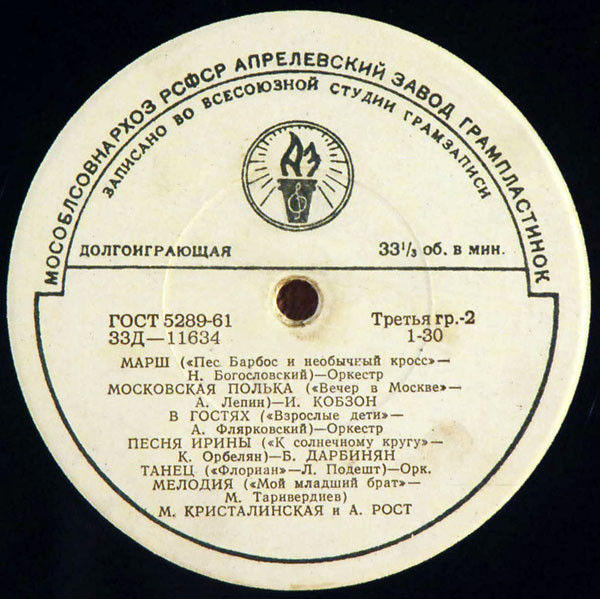 МОСОБЛСОВНАРХОЗ РСФСР АПРЕЛЕВСКИЙ ЗАВОД ГРАМПЛАСТИНОК
ЗАПИСАНО ВО ВСЕСОЮЗНОЙ СТУДИИ ГРАМЗАПИСИ
АЗ
ДОЛГОИГРАЮЩАЯ 33⅓ об. в мин.
ГОСТ 5289-61 Третья гр.-2
33Д—11634 1-30
МАРШ («Пес Барбос и необычный кросс»—
Н. Богословский)—Оркестр
МОСКОВСКАЯ ПОЛЬКА («Вечер в Москве»—
А. Лепин)—И. КОБЗОН
В ГОСТЯХ («Взрослые дети»—
А. Флярковский)—Оркестр
ПЕСНЯ ИРИНЫ («К солнечному кругу»—
К. Орбелян)—Б. ДАРБИНЯН
ТАНЕЦ («Флориан»—Л. Подешт)—Орк.
МЕЛОДИЯ («Мой младший брат»—
М. Таривердиев)
М. КРИСТАЛИНСКАЯ и А. РОСТ